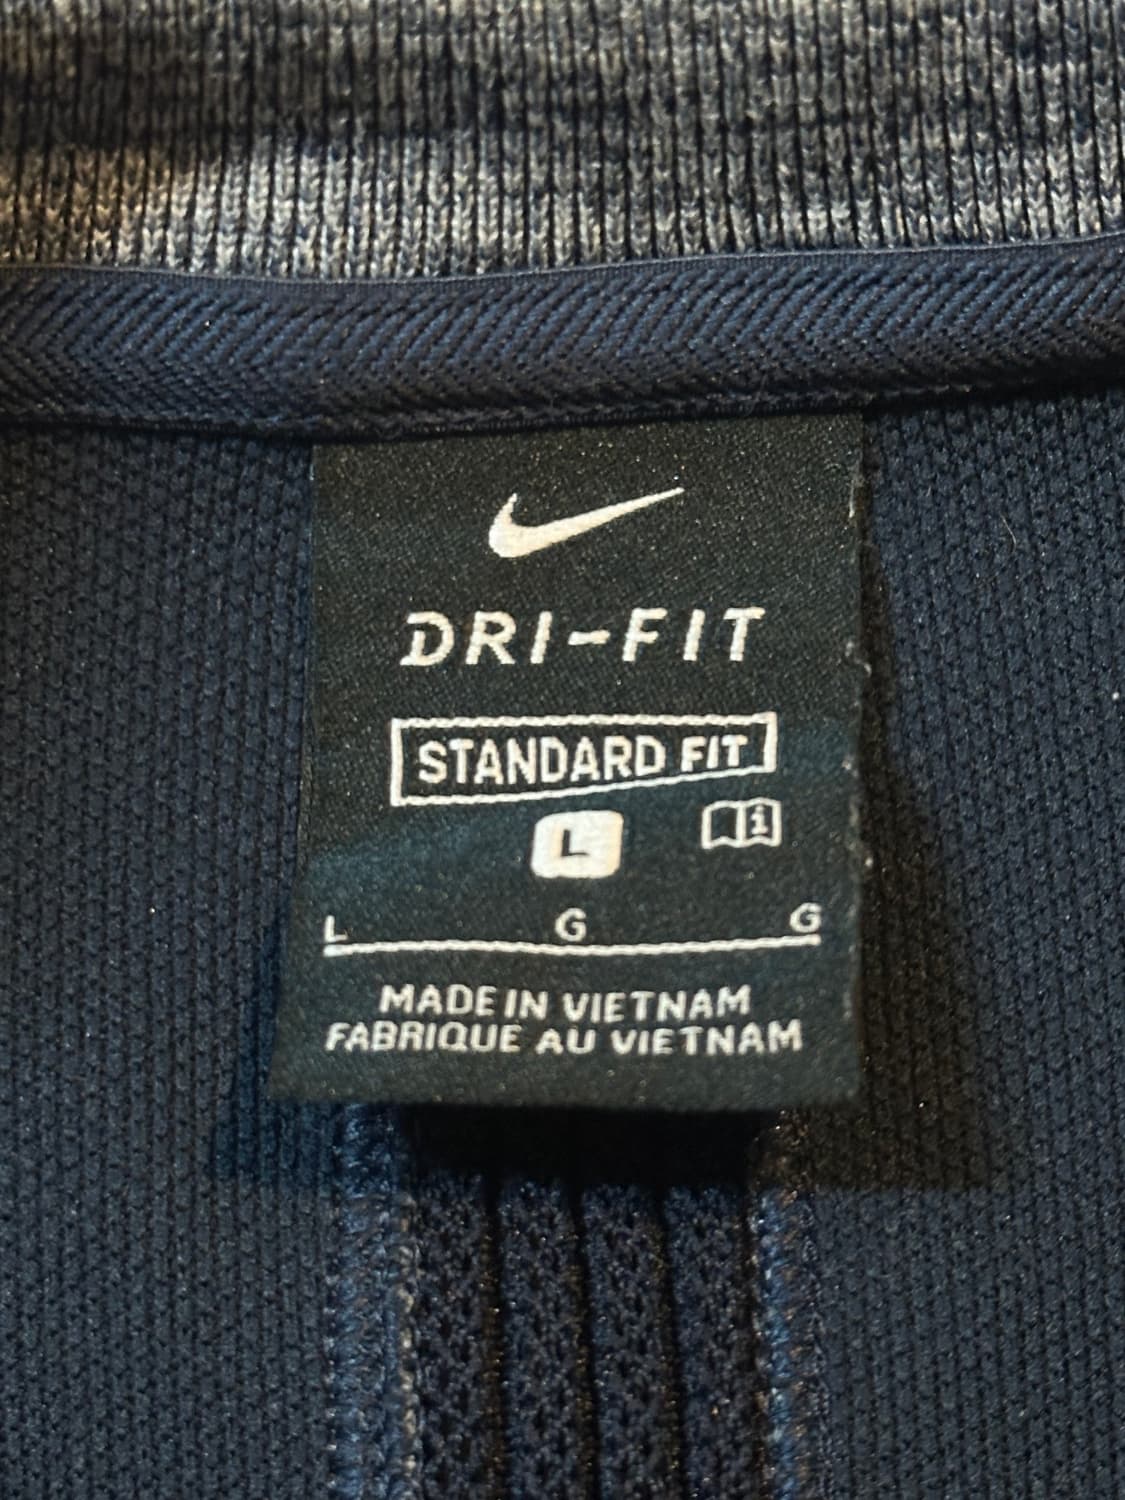 DRI-FIT
STANDARD FIT
L
i
L G G
MADE IN VIETNAM
FABRIQUE AU VIETNAM